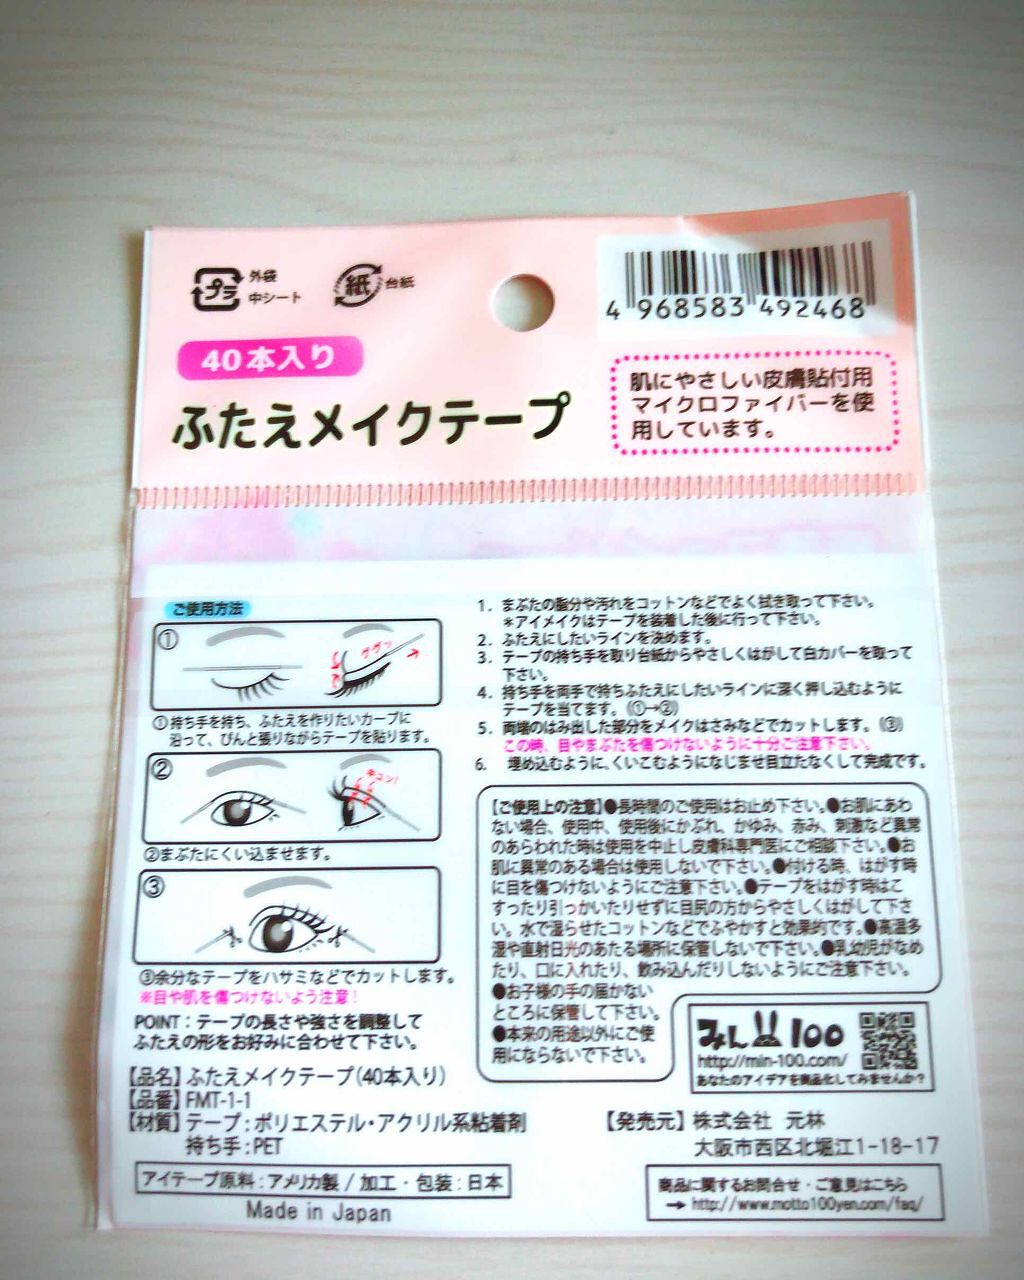 プラ
外袋
中シート
紙
台紙
4 968583 492468
40本入り
ふたえメイクテープ
肌にやさしい皮膚貼付用
マイクロファイバーを使
用しています。
ご使用方法
①
ググッ
①持ち手を持ち、ふたえを作りたいカーブに
沿って、ぴんと張りながらテープを貼ります。
②
②まぶたにくい込ませます。
③
③余分なテープをハサミなどでカットします。
※目や肌を傷つけないよう注意!
POINT:テープの長さや強さを調整して
ふたえの形をお好みに合わせて下さい。
1. まぶたの脂分や汚れをコットンなどでよく拭き取って下さい。
*アイメイクはテープを装着した後に行って下さい。
2. ふたえにしたいラインを決めます。
3. テープの持ち手を取り台紙からやさしくはがして白カバーを取って
下さい。
4. 持ち手を両手で持ちふたえにしたいラインに深く押し込むように
テープを当てます。(①→②)
5. 両端のはみ出した部分をメイクはさみなどでカットします。(③)
この時、目やまぶたを傷つけないように十分ご注意下さい。
6. 埋め込むように、くいこむようになじませ目立たなくして完成です。
【ご使用上の注意】●長時間のご使用はお止め下さい。●お肌にあわ
ない場合、使用中、使用後にかぶれ、かゆみ、赤み、刺激など異常
のあらわれた時は使用を中止し皮膚科専門医にご相談下さい。●お
肌に異常のある場合は使用しないで下さい。●付ける時、はがす時
に目を傷つけないようにご注意下さい。●テープをはがす時はこ
すったり引っかいたりせずに目尻の方からやさしくはがして下さ
い。水で湿らせたコットンなどでふやかすと効果的です。●高温多
湿や直射日光のあたる場所に保管しないで下さい。●乳幼児がなめ
たり、口に入れたり、飲み込んだりしないようにご注意下さい。
●お子様の手の届かない
ところに保管して下さい。
●本来の用途以外にご使
用にならないで下さい。
みん100
http://min-100.com/
あなたのアイデアを商品化してみませんか?
【品名】ふたえメイクテープ(40本入り)
【品番】FMT-1-1
【材質】テープ:ポリエステル・アクリル系粘着剤
持ち手:PET
アイテープ原料:アメリカ製/加工・包装:日本
Made in Japan
【発売元】株式会社 元林
大阪市西区北堀江1-18-17
商品に関するお問合せ・ご意見はこちら
→http://www.motto100yen.com/faq/